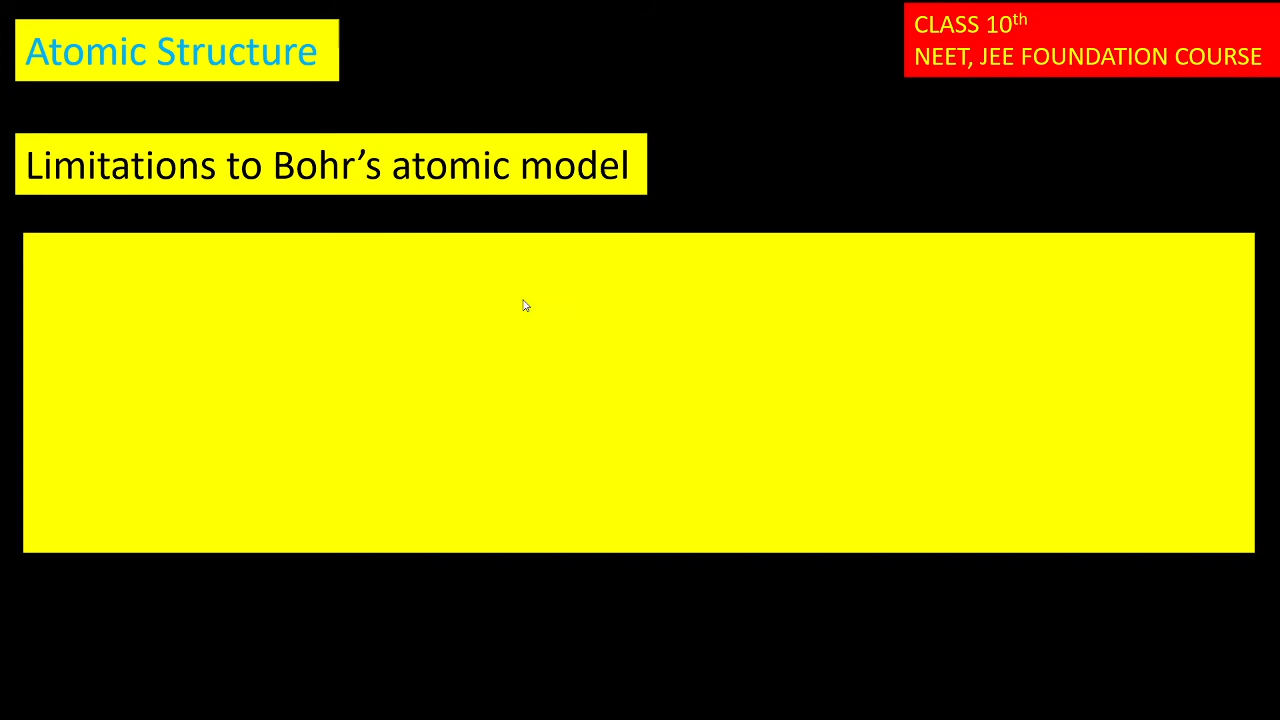 Atomic Structure
CLASS 10th
NEET, JEE FOUNDATION COURSE
Limitations to Bohr’s atomic model